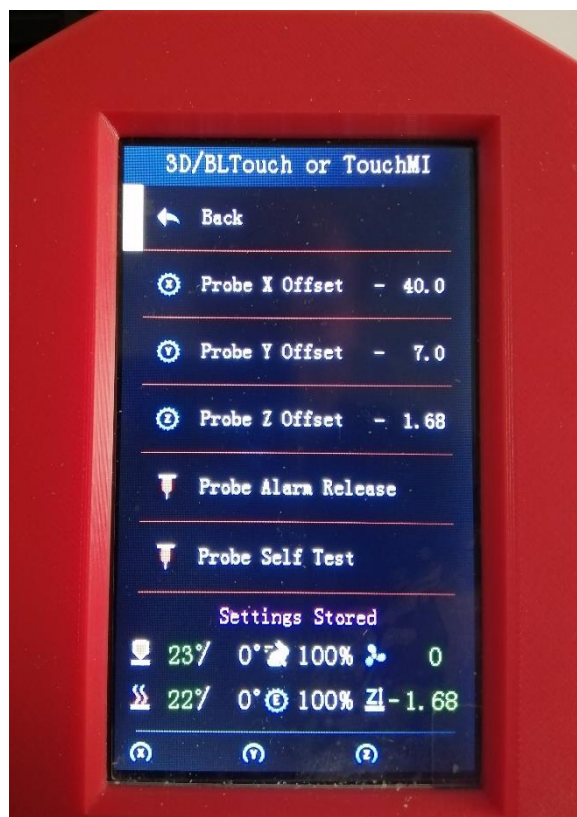 3D/BLTouch or TouchMI
Back
X Probe X Offset - 40.0
Y Probe Y Offset - 7.0
Z Probe Z Offset - 1.68
Probe Alarm Release
Probe Self Test
Settings Stored
23°/ 0° 100% 0
22°/ 0° E 100% Z -1.68
X Y Z